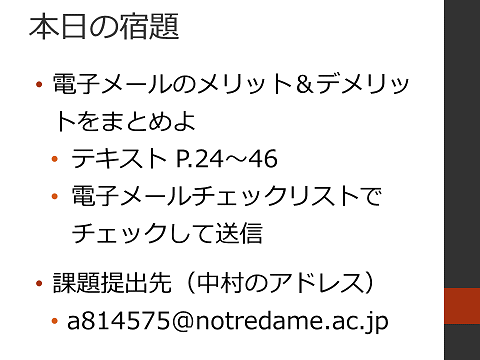 本日の宿題
• 電子メールのメリット＆デメリッ
トをまとめよ
• テキスト P.24～46
• 電子メールチェックリストで
チェックして送信
• 課題提出先（中村のアドレス）
• a814575@notredame.ac.jp